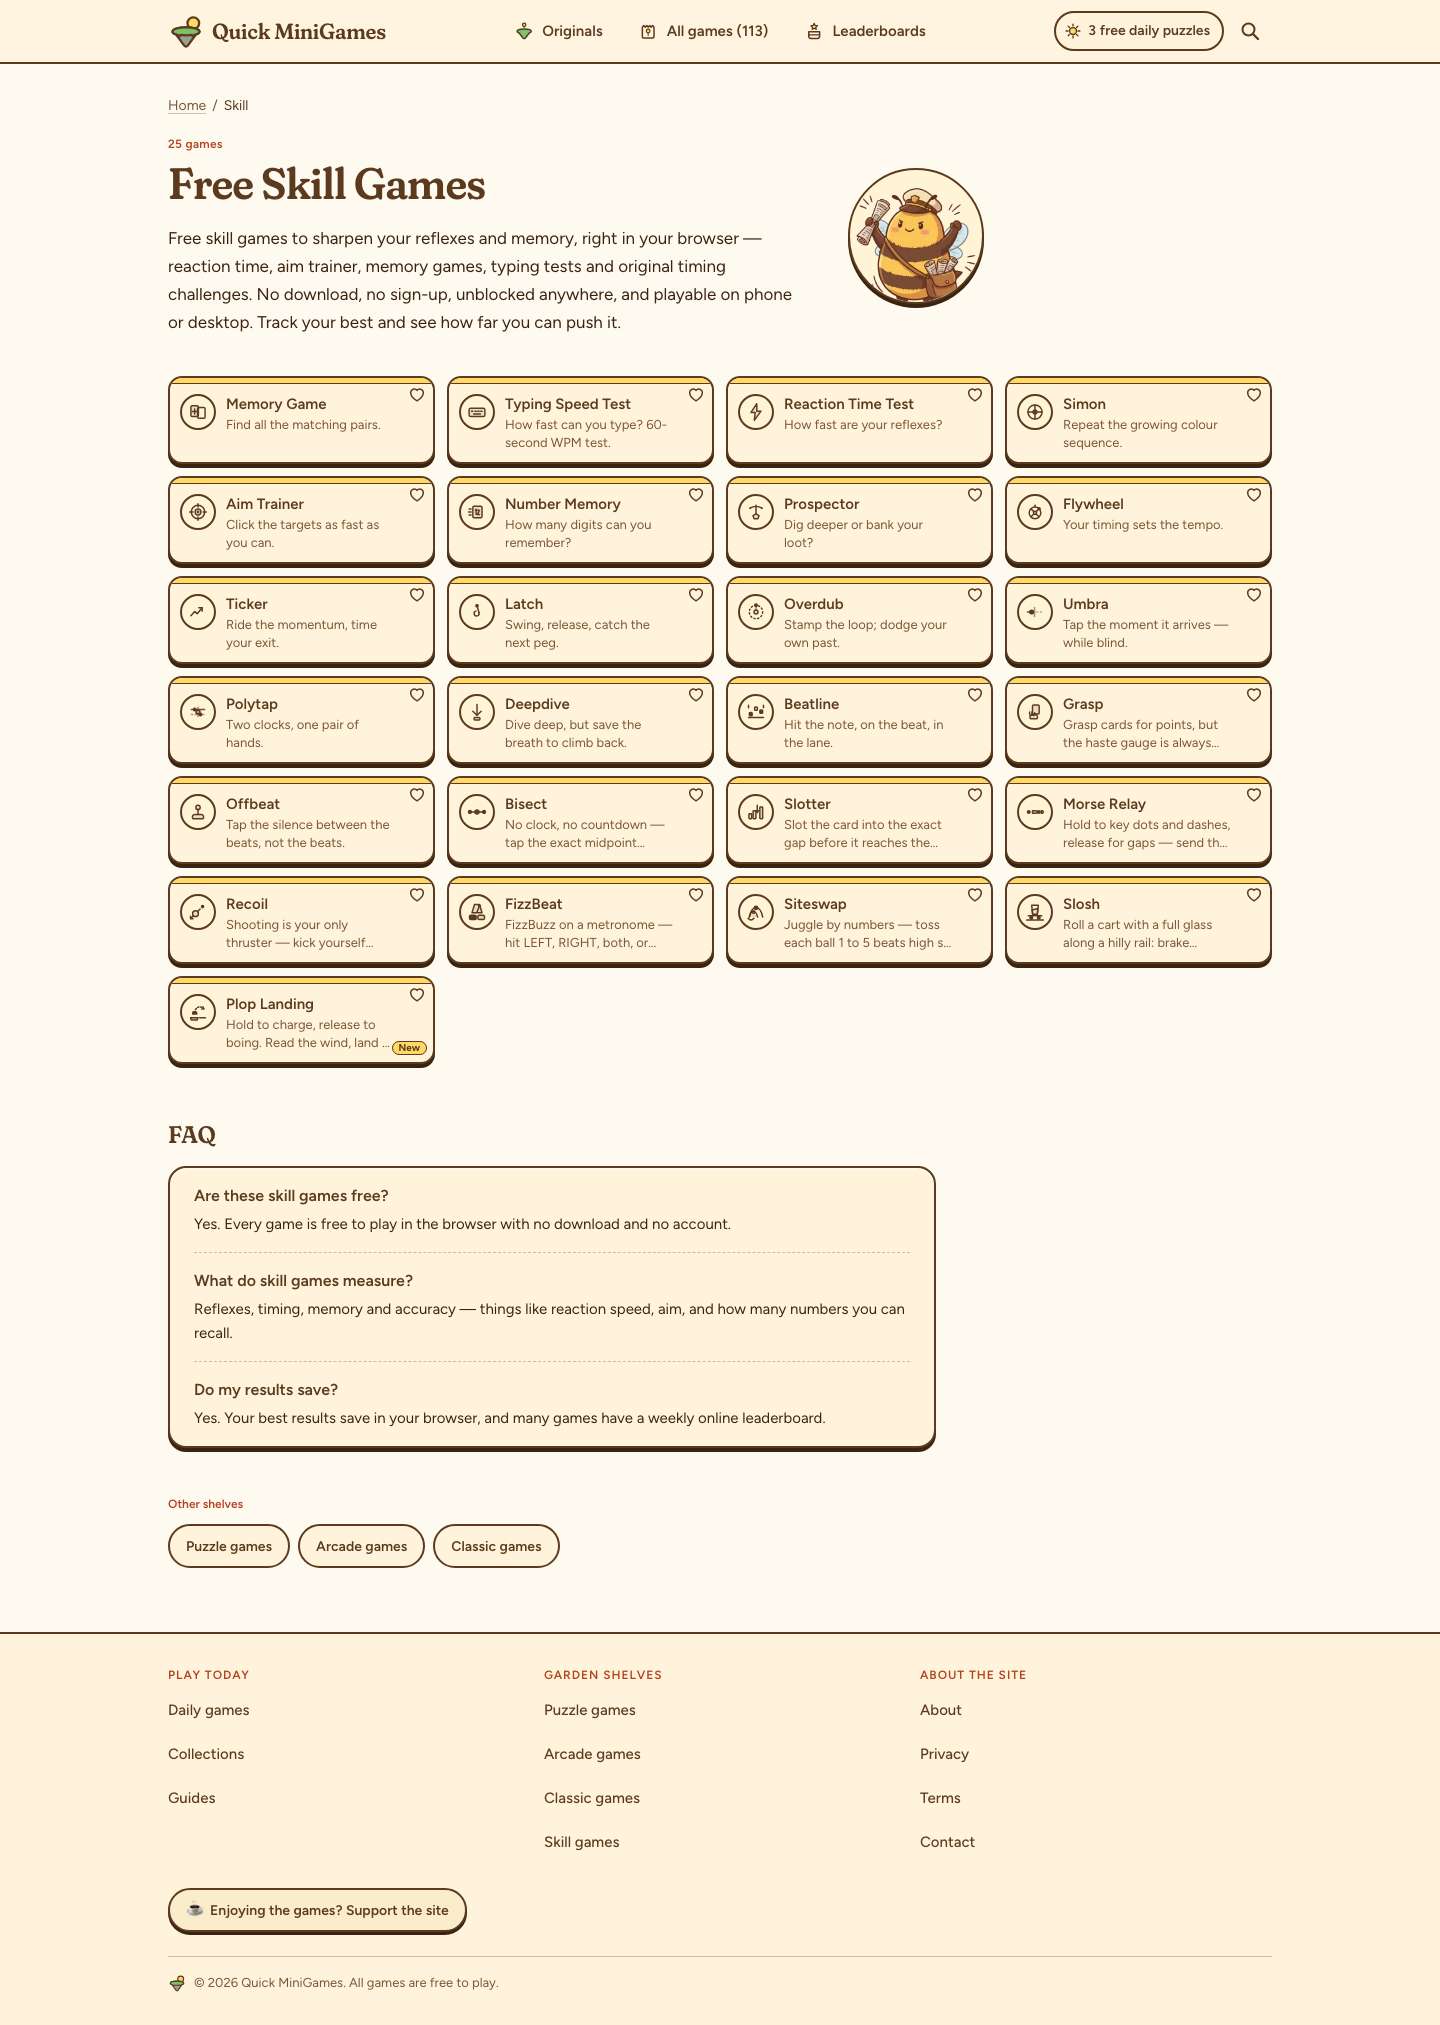 Quick MiniGames
Originals
All games (113)
Leaderboards
3 free daily puzzles
Home / Skill
25 games
Free Skill Games
Free skill games to sharpen your reflexes and memory, right in your browser —
reaction time, aim trainer, memory games, typing tests and original timing
challenges. No download, no sign-up, unblocked anywhere, and playable on phone
or desktop. Track your best and see how far you can push it.
Memory Game
Find all the matching pairs.
Typing Speed Test
How fast can you type? 60-
second WPM test.
Reaction Time Test
How fast are your reflexes?
Simon
Repeat the growing colour
sequence.
Aim Trainer
Click the targets as fast as
you can.
Number Memory
How many digits can you
remember?
Prospector
Dig deeper or bank your
loot?
Flywheel
Your timing sets the tempo.
Ticker
Ride the momentum, time
your exit.
Latch
Swing, release, catch the
next peg.
Overdub
Stamp the loop; dodge your
own past.
Umbra
Tap the moment it arrives —
while blind.
Polytap
Two clocks, one pair of
hands.
Deepdive
Dive deep, but save the
breath to climb back.
Beatline
Hit the note, on the beat, in
the lane.
Grasp
Grasp cards for points, but
the haste gauge is always...
Offbeat
Tap the silence between the
beats, not the beats.
Bisect
No clock, no countdown —
tap the exact midpoint...
Slotter
Slot the card into the exact
gap before it reaches the...
Morse Relay
Hold to key dots and dashes,
release for gaps — send th...
Recoil
Shooting is your only
thruster — kick yourself...
FizzBeat
FizzBuzz on a metronome —
hit LEFT, RIGHT, both, or...
Siteswap
Juggle by numbers — toss
each ball 1 to 5 beats high s...
Slosh
Roll a cart with a full glass
along a hilly rail: brake...
Plop Landing
Hold to charge, release to
boing. Read the wind, land ...
New
FAQ
Are these skill games free?
Yes. Every game is free to play in the browser with no download and no account.
What do skill games measure?
Reflexes, timing, memory and accuracy — things like reaction speed, aim, and how many numbers you can
recall.
Do my results save?
Yes. Your best results save in your browser, and many games have a weekly online leaderboard.
Other shelves
Puzzle games
Arcade games
Classic games
PLAY TODAY
Daily games
Collections
Guides
GARDEN SHELVES
Puzzle games
Arcade games
Classic games
Skill games
ABOUT THE SITE
About
Privacy
Terms
Contact
Enjoying the games? Support the site
© 2026 Quick MiniGames. All games are free to play.